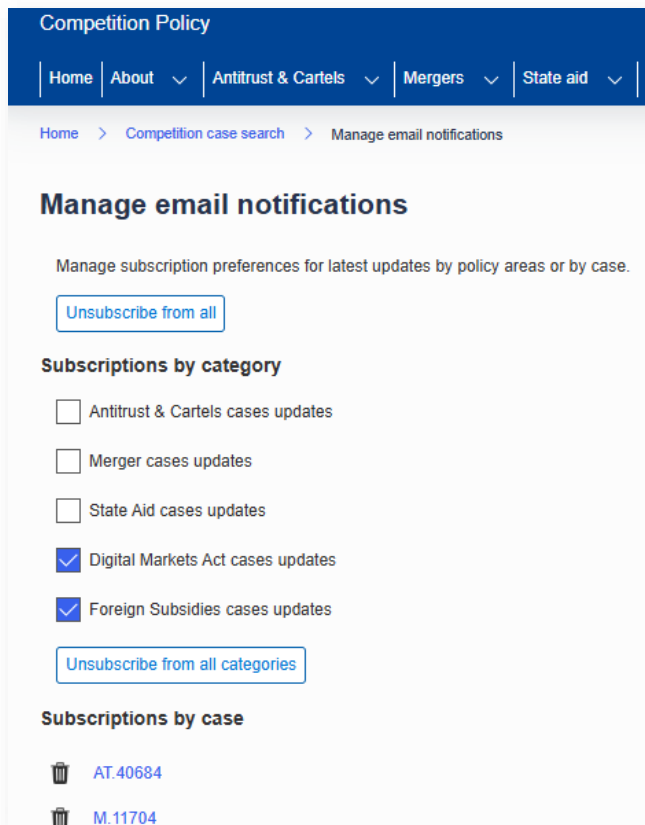 Competition Policy
Home About Antitrust & Cartels Mergers State aid
Home > Competition case search > Manage email notifications
Manage email notifications
Manage subscription preferences for latest updates by policy areas or by case.
Unsubscribe from all
Subscriptions by category
Antitrust & Cartels cases updates
Merger cases updates
State Aid cases updates
Digital Markets Act cases updates
Foreign Subsidies cases updates
Unsubscribe from all categories
Subscriptions by case
AT.40684
M.11704